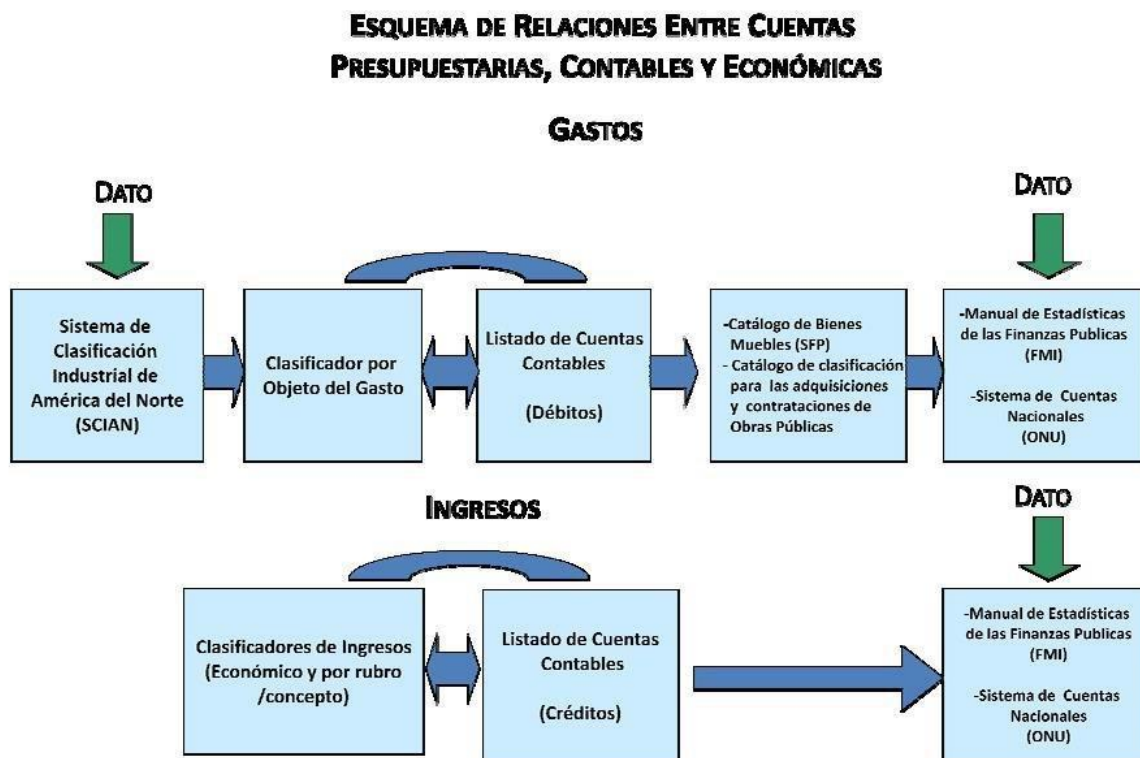 ESQUEMA DE RELACIONES ENTRE CUENTAS
PRESUPUESTARIAS, CONTABLES Y ECONÓMICAS
GASTOS
DATO
DATO
Sistema de
Clasificación
Industrial de
América del Norte
(SCIAN)
Clasificador por
Objeto del Gasto
Listado de Cuentas
Contables
(Débitos)
-Catálogo de Bienes
Muebles (SFP)
- Catálogo de clasificación
para las adquisiciones
y contrataciones de
Obras Públicas
-Manual de Estadísticas
de las Finanzas Publicas
(FMI)
-Sistema de Cuentas
Nacionales
(ONU)
INGRESOS
DATO
Clasificadores de Ingresos
(Económico y por rubro
/concepto)
Listado de Cuentas
Contables
(Créditos)
-Manual de Estadísticas
de las Finanzas Publicas
(FMI)
-Sistema de Cuentas
Nacionales
(ONU)